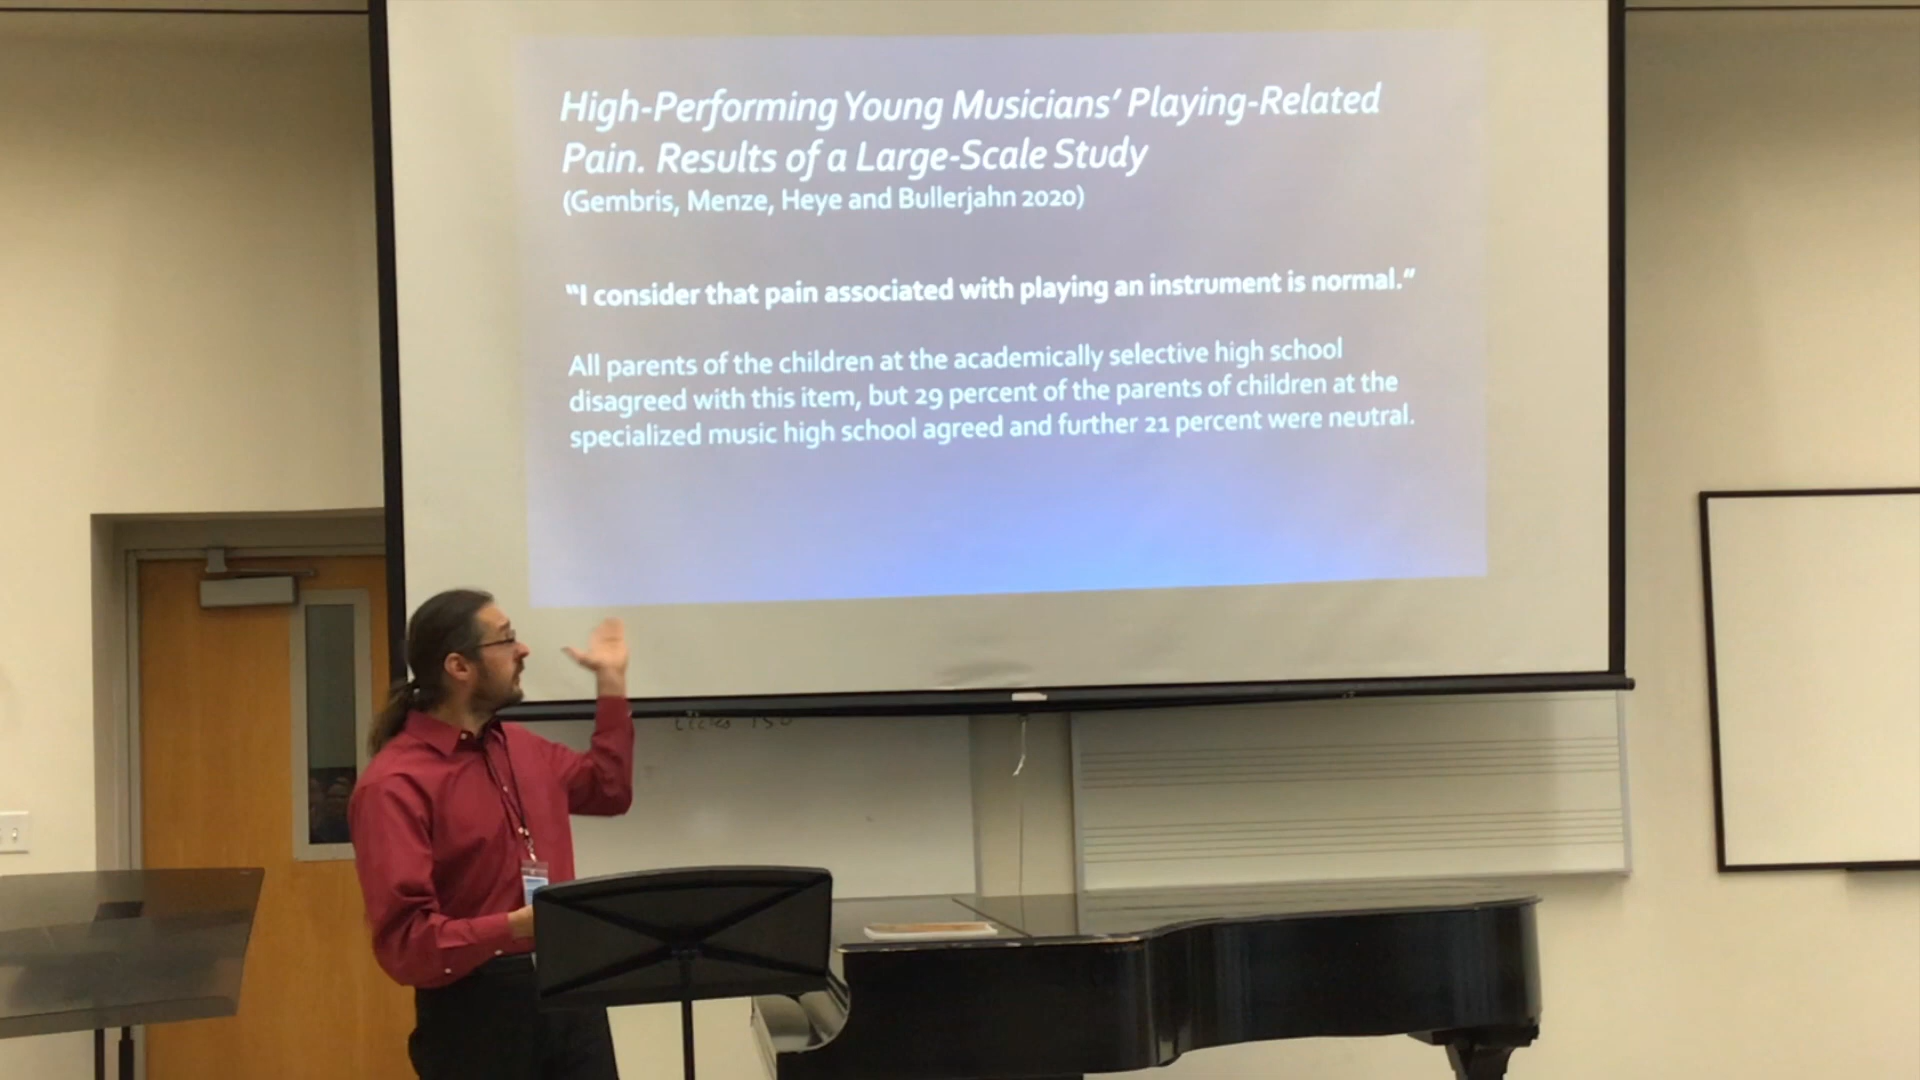 High-Performing Young Musicians' Playing-Related
Pain. Results of a Large-Scale Study
(Gembris, Menze, Heye and Bullerjahn 2020)
"I consider that pain associated with playing an instrument is normal."
All parents of the children at the academically selective high school
disagreed with this item, but 29 percent of the parents of children at the
specialized music high school agreed and further 21 percent were neutral.